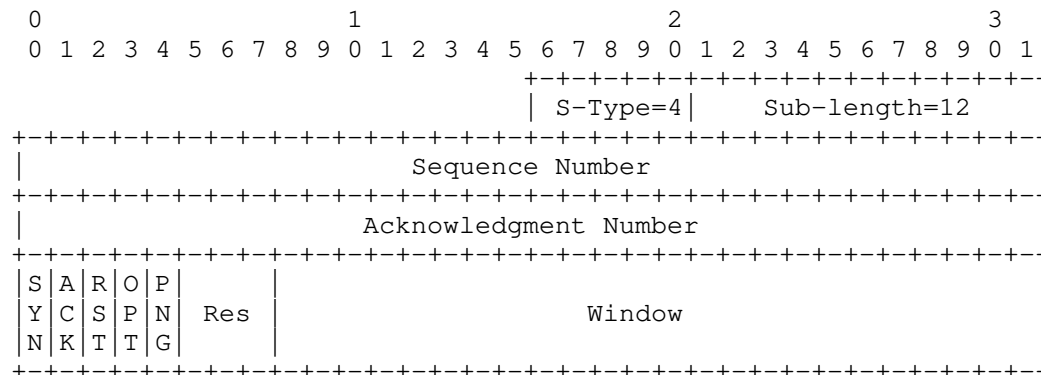 0                   1                   2                   3
 0 1 2 3 4 5 6 7 8 9 0 1 2 3 4 5 6 7 8 9 0 1 2 3 4 5 6 7 8 9 0 1
                                +-+-+-+-+-+-+-+-+-+-+-+-+-+-+-+-
                                | S-Type=4|    Sub-length=12
+-+-+-+-+-+-+-+-+-+-+-+-+-+-+-+-+-+-+-+-+-+-+-+-+-+-+-+-+-+-+-+-
|                        Sequence Number
+-+-+-+-+-+-+-+-+-+-+-+-+-+-+-+-+-+-+-+-+-+-+-+-+-+-+-+-+-+-+-+-
|                     Acknowledgment Number
+-+-+-+-+-+-+-+-+-+-+-+-+-+-+-+-+-+-+-+-+-+-+-+-+-+-+-+-+-+-+-+-
|S|A|R|O|P|     |
|Y|C|S|P|N| Res |                   Window
|N|K|T|T|G|     |
+-+-+-+-+-+-+-+-+-+-+-+-+-+-+-+-+-+-+-+-+-+-+-+-+-+-+-+-+-+-+-+-